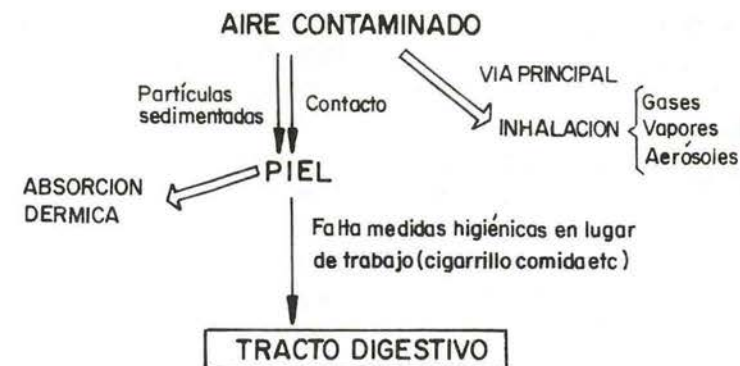 AIRE CONTAMINADO
VIA PRINCIPAL
Partículas
sedimentadas
Contacto
INHALACION
Gases
Vapores
Aerósoles
PIEL
ABSORCION
DERMICA
Falta medidas higiénicas en lugar
de trabajo (cigarrillo comida etc)
TRACTO DIGESTIVO